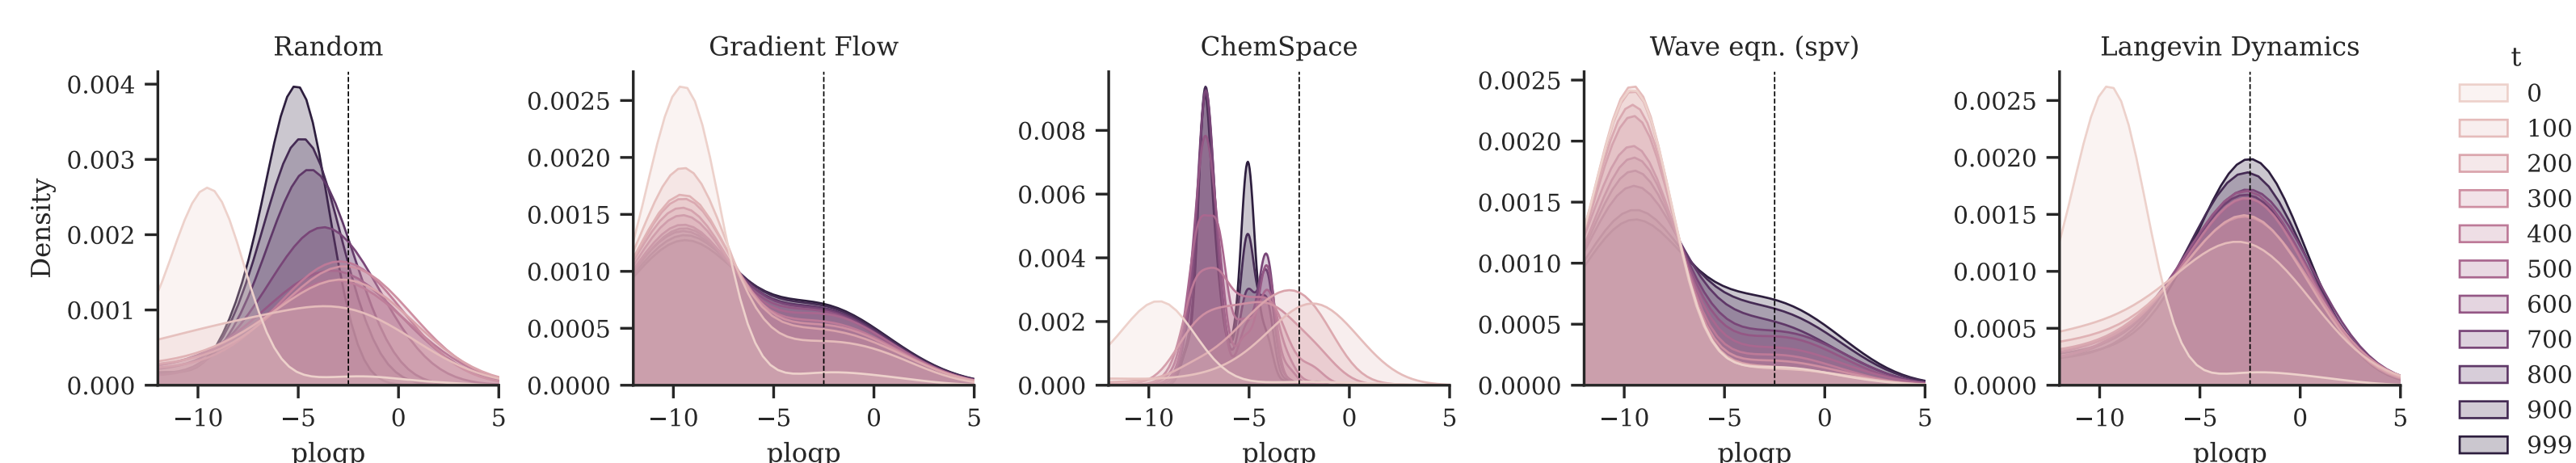 Random
Gradient Flow
ChemSpace
Wave eqn. (spv)
Langevin Dynamics
Density
0.004
0.003
0.002
0.001
0.000
−10 −5 0 5
plogp
0.0025
0.0020
0.0015
0.0010
0.0005
0.0000
−10 −5 0 5
plogp
0.008
0.006
0.004
0.002
0.000
−10 −5 0 5
plogp
0.0025
0.0020
0.0015
0.0010
0.0005
0.0000
−10 −5 0 5
plogp
0.0025
0.0020
0.0015
0.0010
0.0005
0.0000
−10 −5 0 5
plogp
t
0
100
200
300
400
500
600
700
800
900
999